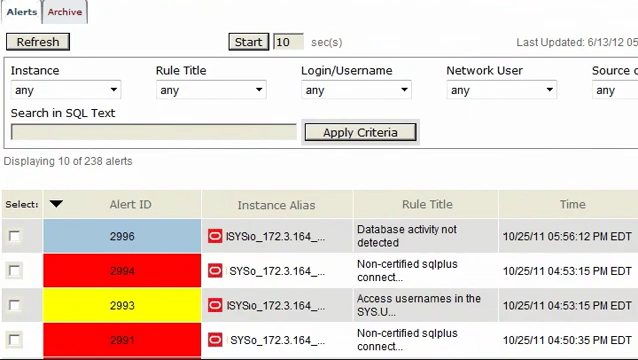 Alerts Archive
Refresh Start 10 sec(s) Last Updated: 6/13/12 05
Instance Rule Title Login/Username Network User Source
any any any any any
Search in SQL Text
Apply Criteria
Displaying 10 of 238 alerts
Select: Alert ID Instance Alias Rule Title Time
2996 ISYSıo_172.3.164_... Database activity not detected 10/25/11 05:56:12 PM EDT
2994 I SYSo_172.3.164_... Non-certified sqlplus connect... 10/25/11 04:53:15 PM EDT
2993 ISYSıo_172.3.164_... Access usernames in the SYS.U... 10/25/11 04:53:15 PM EDT
2991 I SYSo_172.3.164_... Non-certified sqlplus connect... 10/25/11 04:50:35 PM EDT